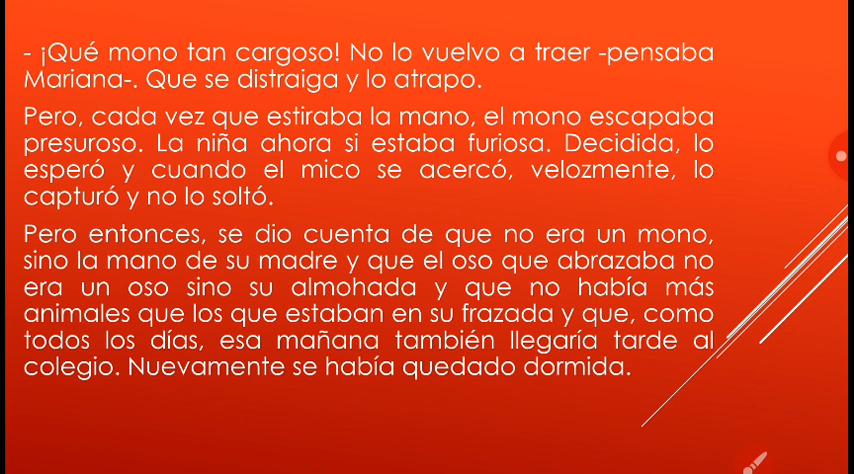 - ¡Qué mono tan cargoso! No lo vuelvo a traer -pensaba
Mariana-. Que se distraiga y lo atrapo.
Pero, cada vez que estiraba la mano, el mono escapaba
presuroso. La niña ahora si estaba furiosa. Decidida, lo
esperó y cuando el mico se acercó, velozmente, lo
capturó y no lo soltó.
Pero entonces, se dio cuenta de que no era un mono,
sino la mano de su madre y que el oso que abrazaba no
era un oso sino su almohada y que no había más
animales que los que estaban en su frazada y que, como
todos los días, esa mañana también llegaría tarde al
colegio. Nuevamente se había quedado dormida.